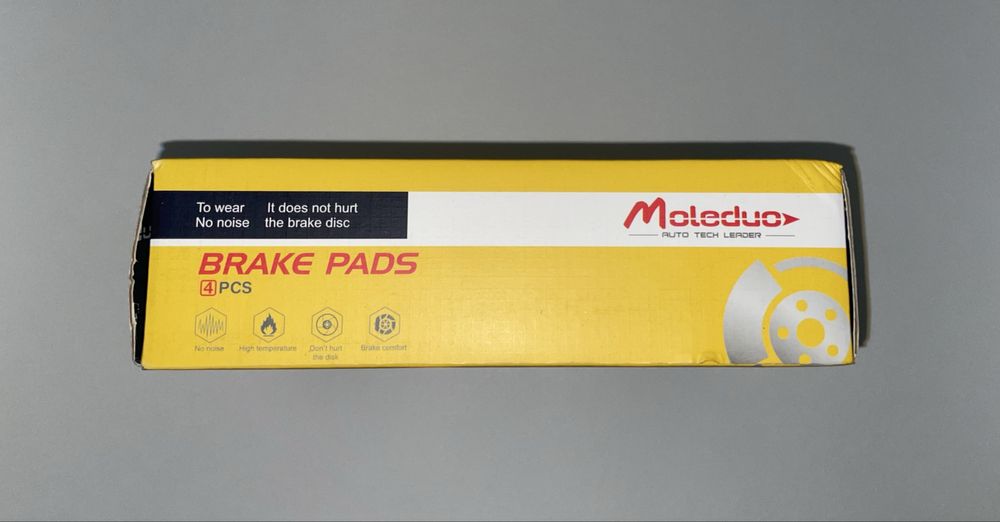 To wear It does not hurt
No noise the brake disc
Moleduo
AUTO TECH LEADER
BRAKE PADS
4 PCS
No noise
High temperature
Don't hurt
the disk
Brake comfort